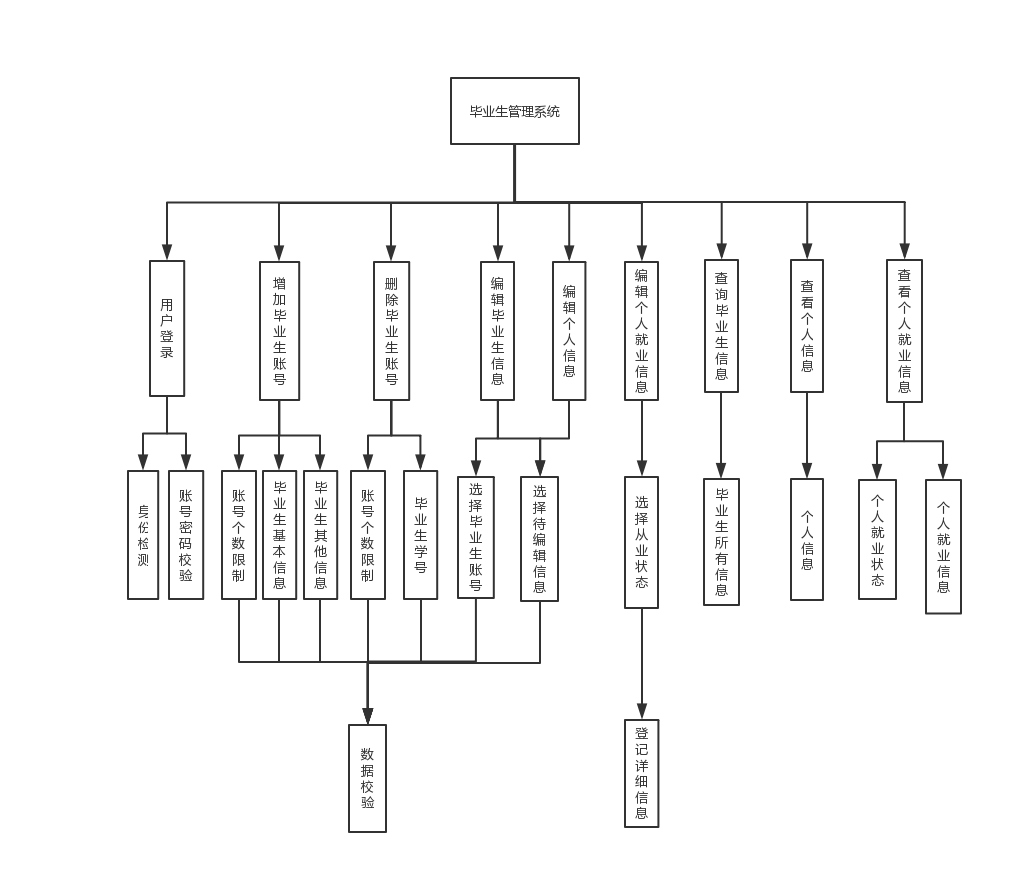 毕业生管理系统
用户登录
增加毕业生账号
删除毕业生账号
编辑毕业生信息
编辑个人信息
编辑个人就业信息
查询毕业生信息
查看个人信息
查看个人就业信息
身份检测
账号密码校验
账号个数限制
毕业生基本信息
毕业生其他信息
账号个数限制
毕业生学号
选择毕业生账号
选择待编辑信息
选择从业状态
毕业生所有信息
个人信息
个人就业状态
个人就业信息
数据校验
登记详细信息